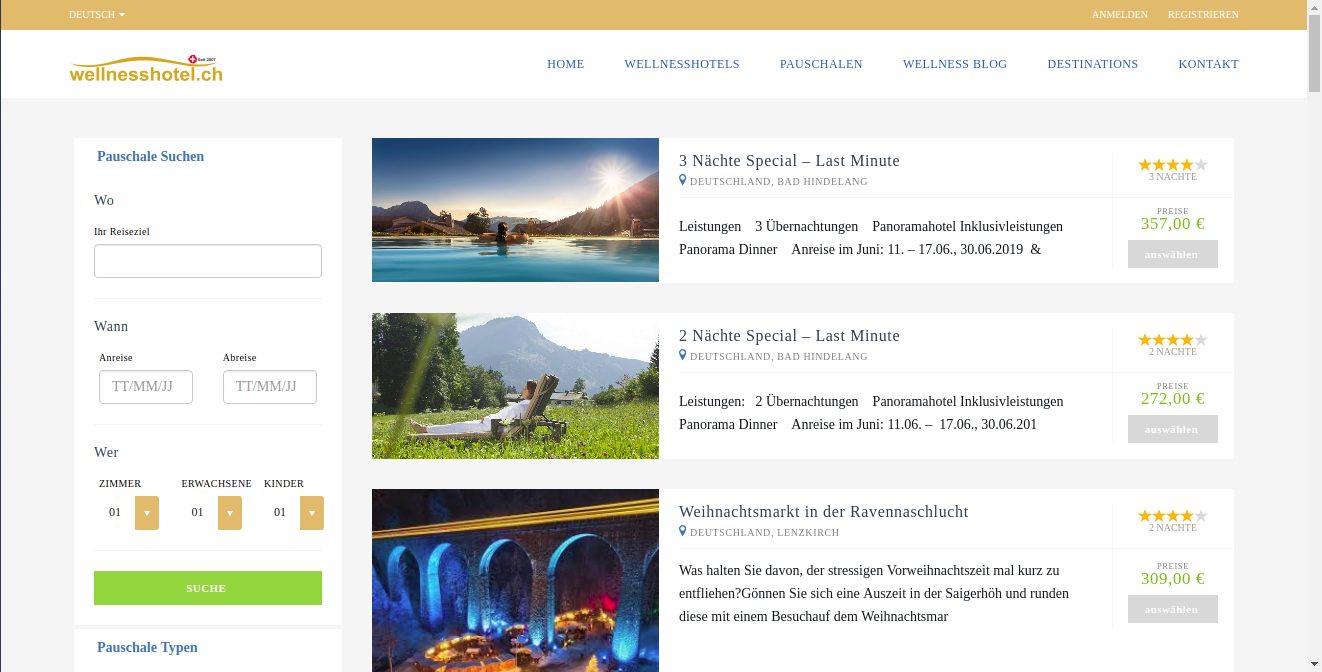 DEUTSCH
ANMELDEN REGISTRIEREN
Seit 2007
wellnesshotel.ch
HOME WELLNESSHOTELS PAUSCHALEN WELLNESS BLOG DESTINATIONS KONTAKT
Pauschale Suchen
Wo
Ihr Reiseziel
Wann
Anreise Abreise
TT/MM/JJ TT/MM/JJ
Wer
ZIMMER ERWACHSENE KINDER
01 01 01
SUCHE
Pauschale Typen
3 Nächte Special – Last Minute
DEUTSCHLAND, BAD HINDELANG
Leistungen 3 Übernachtungen Panoramahotel Inklusivleistungen
Panorama Dinner Anreise im Juni: 11. – 17.06., 30.06.2019 &
3 NACHTE
PREISE
357,00 €
auswählen
2 Nächte Special – Last Minute
DEUTSCHLAND, BAD HINDELANG
Leistungen: 2 Übernachtungen Panoramahotel Inklusivleistungen
Panorama Dinner Anreise im Juni: 11.06. – 17.06., 30.06.201
2 NACHTE
PREISE
272,00 €
auswählen
Weihnachtsmarkt in der Ravennaschlucht
DEUTSCHLAND, LENZKIRCH
Was halten Sie davon, der stressigen Vorweihnachtszeit mal kurz zu
entfliehen?Gönnen Sie sich eine Auszeit in der Saigerhöh und runden
diese mit einem Besuchauf dem Weihnachtsmar
2 NACHTE
PREISE
309,00 €
auswählen